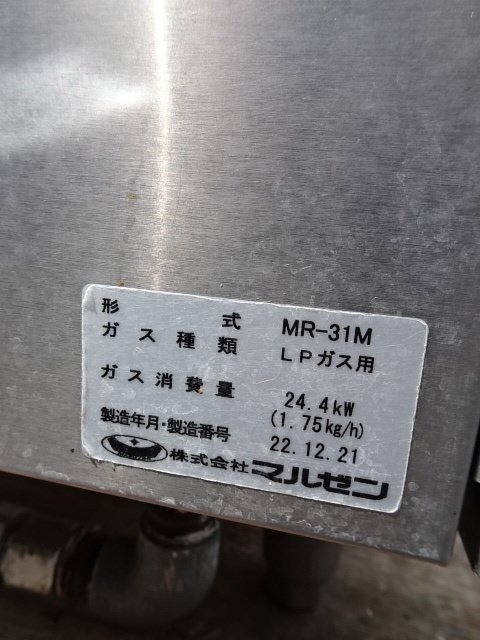 形式 MR-31M
ガス種類 LPガス用
ガス消費量 24.4kW
(1.75kg/h)
製造年月・製造番号 22.12.21
株式会社マルゼン